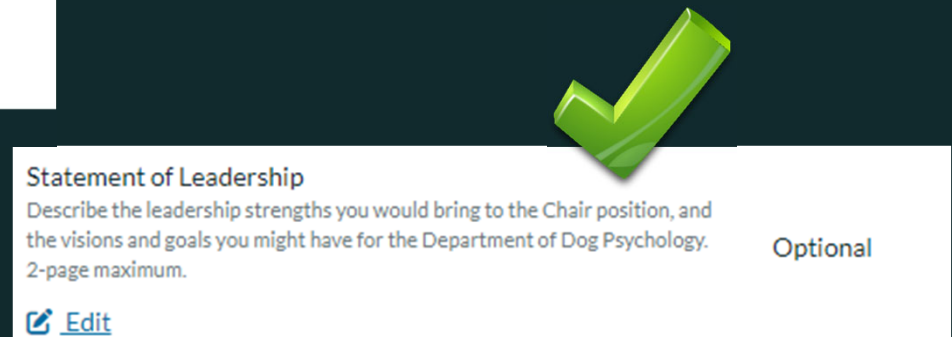 Statement of Leadership
Describe the leadership strengths you would bring to the Chair position, and
the visions and goals you might have for the Department of Dog Psychology.
2-page maximum.
Optional
Edit